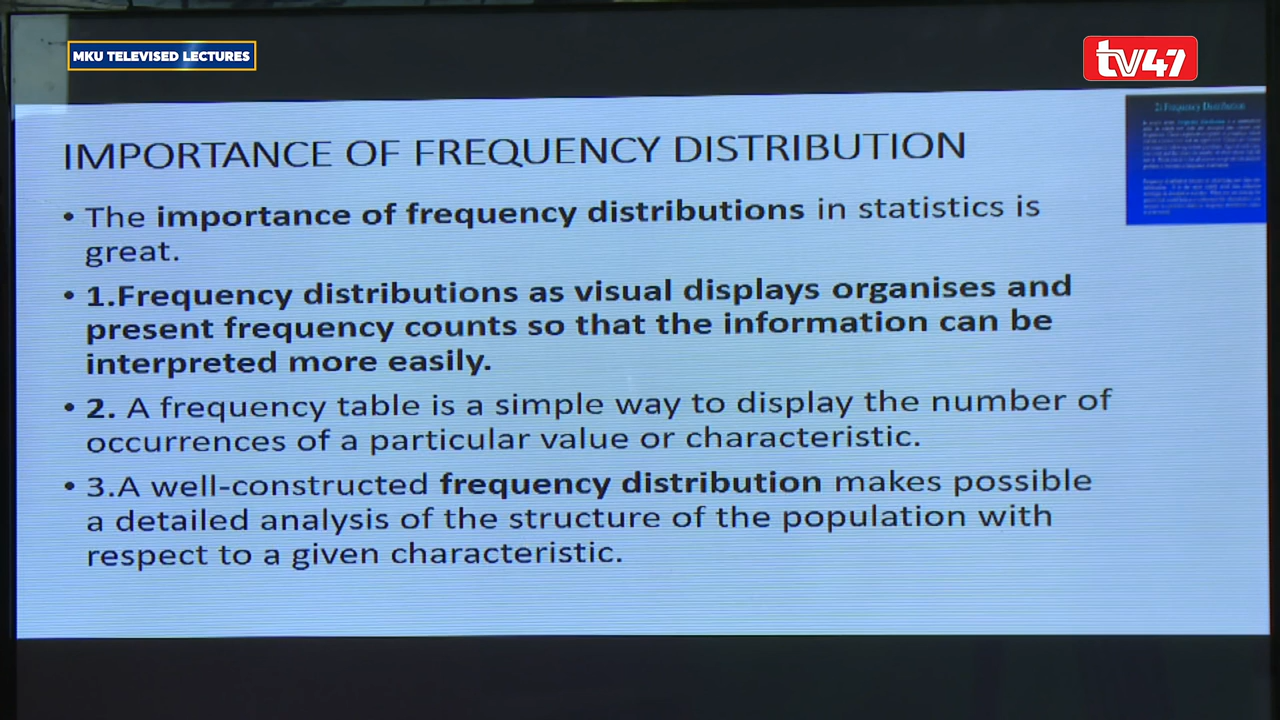 MKU TELEVISED LECTURES
tv47
2) Frequency Distribution
IMPORTANCE OF FREQUENCY DISTRIBUTION
• The importance of frequency distributions in statistics is
great.
• 1.Frequency distributions as visual displays organises and
present frequency counts so that the information can be
interpreted more easily.
• 2. A frequency table is a simple way to display the number of
occurrences of a particular value or characteristic.
• 3.A well-constructed frequency distribution makes possible
a detailed analysis of the structure of the population with
respect to a given characteristic.